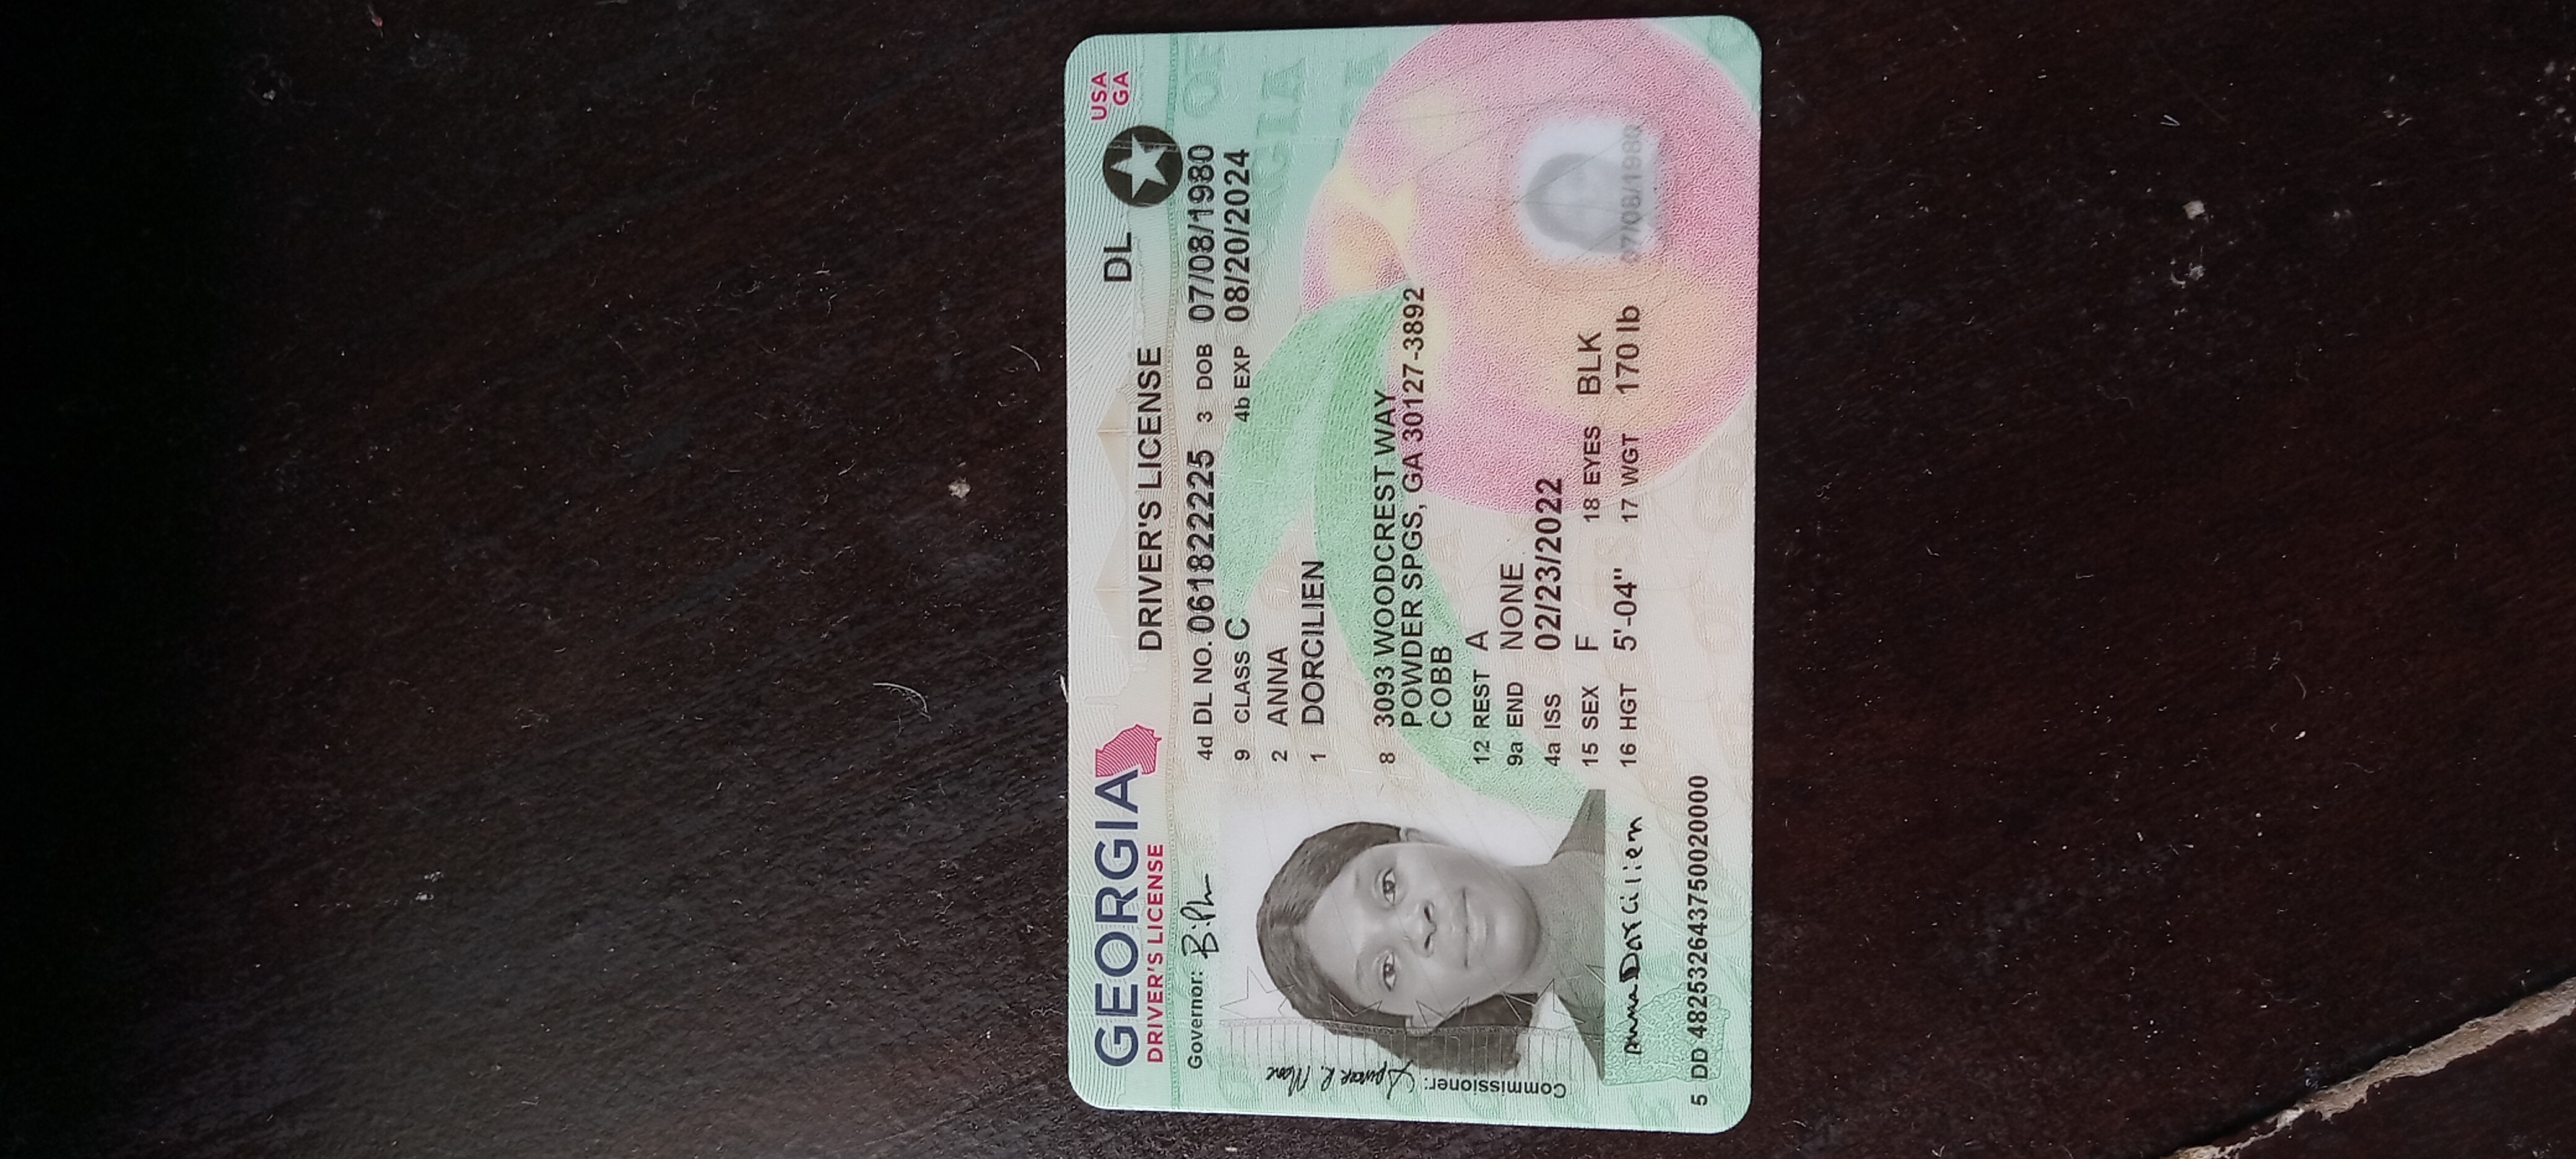 GEORGIA
DRIVER'S LICENSE
DRIVER'S LICENSE
DL
USA
GA
Governor:
4d DL NO. 061822225 3 DOB 07/08/1980
9 CLASS C 4b EXP 08/20/2024
2 ANNA
1 DORCILIEN
8 3093 WOODCREST WAY
POWDER SPGS, GA 30127-3892
COBB
12 REST A
9a END NONE
4a ISS 02/23/2022
15 SEX F 18 EYES BLK
16 HGT 5'-04" 17 WGT 170 lb
07/08/1980
Commissioner:
Anna Dorcilien
5 DD 4825326437500020000